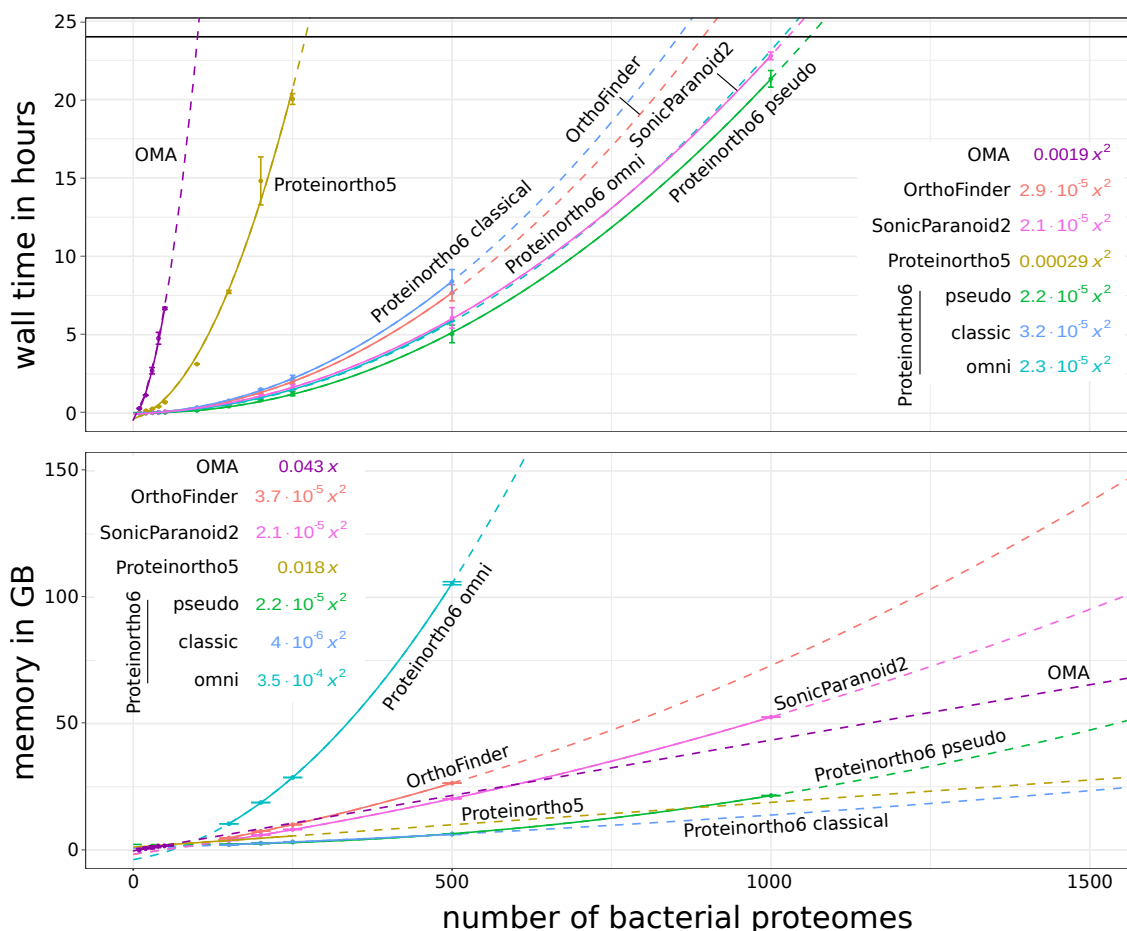 25
20
15
10
5
0
wall time in hours
OMA
Proteinortho5
Proteinortho6 classical
OrthoFinder
SonicParanoid2
Proteinortho6 omni
Proteinortho6 pseudo
OMA 0.0019 x²
OrthoFinder 2.9·10⁻⁵ x²
SonicParanoid2 2.1·10⁻⁵ x²
Proteinortho5 0.00029 x²
Proteinortho6
pseudo 2.2·10⁻⁵ x²
classic 3.2·10⁻⁵ x²
omni 2.3·10⁻⁵ x²
150
100
50
0
memory in GB
OMA 0.043 x
OrthoFinder 3.7·10⁻⁵ x²
SonicParanoid2 2.1·10⁻⁵ x²
Proteinortho5 0.018 x
Proteinortho6
pseudo 2.2·10⁻⁵ x²
classic 4·10⁻⁶ x²
omni 3.5·10⁻⁴ x²
Proteinortho6 omni
OrthoFinder
SonicParanoid2
OMA
Proteinortho5
Proteinortho6 pseudo
Proteinortho6 classical
0 500 1000 1500
number of bacterial proteomes